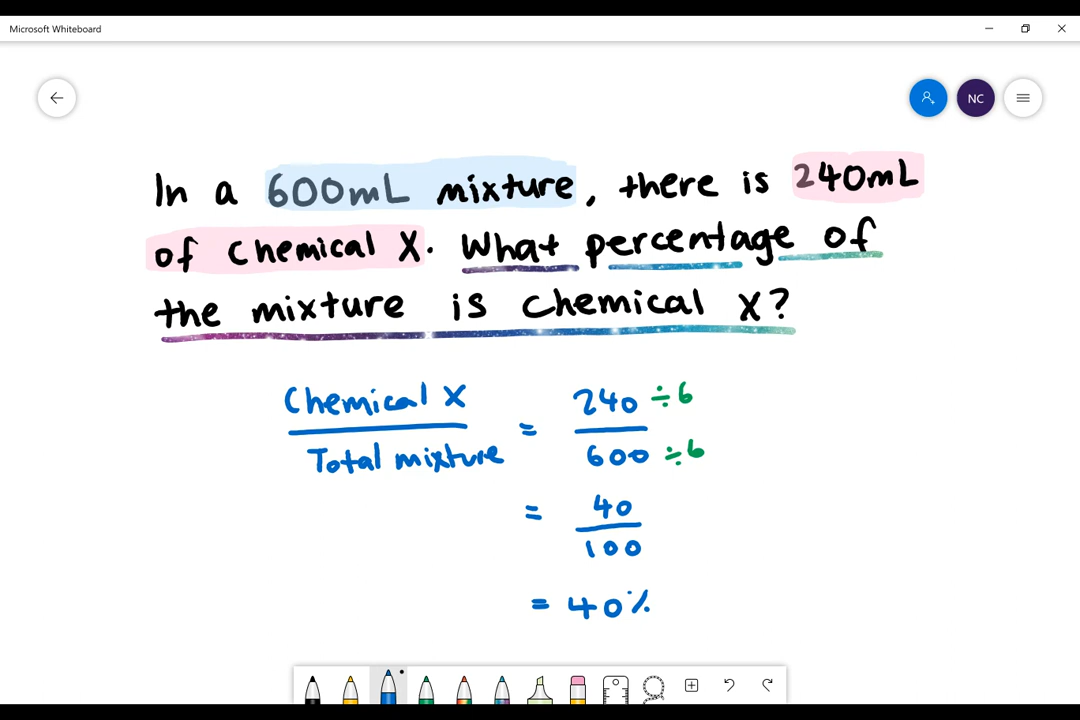 Microsoft Whiteboard
NC
In a 600mL mixture, there is 240mL
of Chemical X. What percentage of
the mixture is chemical x?
Chemical X = 240 ÷6
Total mixture 600 ÷6
= 40
100
= 40%